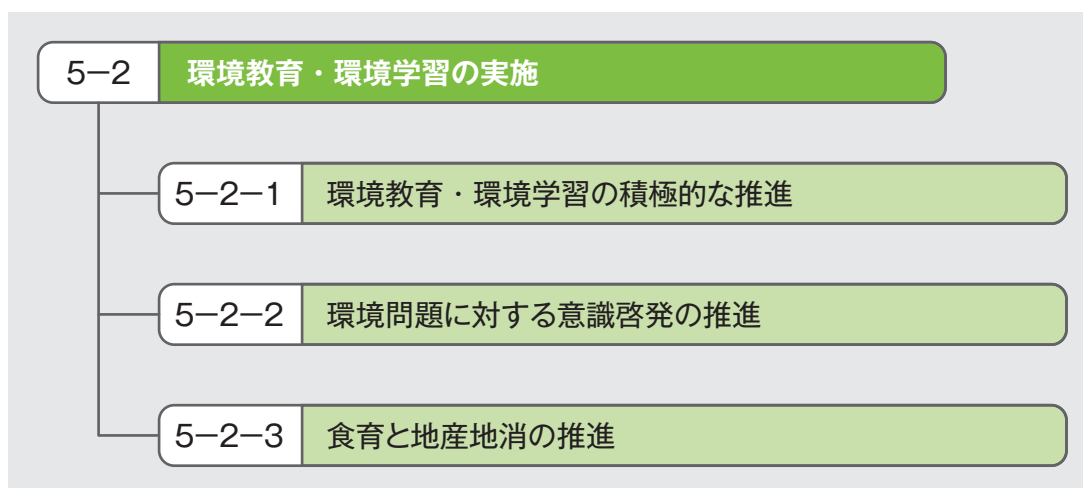 5−2 環境教育・環境学習の実施
5−2−1 環境教育・環境学習の積極的な推進
5−2−2 環境問題に対する意識啓発の推進
5−2−3 食育と地産地消の推進